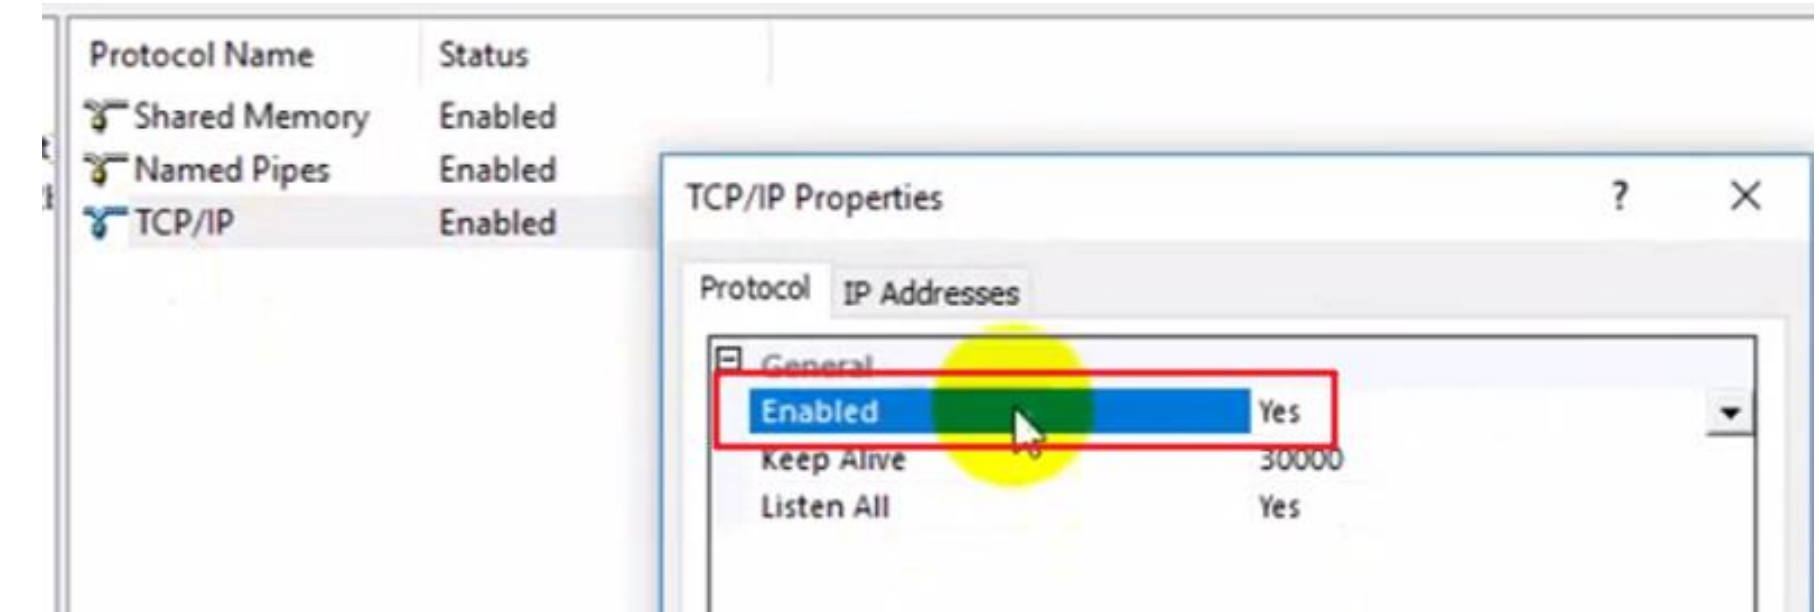 Protocol Name Status
Shared Memory Enabled
Named Pipes Enabled
TCP/IP Enabled
TCP/IP Properties ? ×
Protocol IP Addresses
General
Enabled Yes
Keep Alive 30000
Listen All Yes